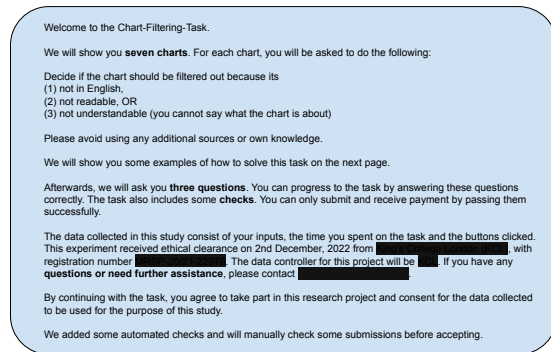 Welcome to the Chart-Filtering-Task.
We will show you seven charts. For each chart, you will be asked to do the following:
Decide if the chart should be filtered out because its
(1) not in English,
(2) not readable, OR
(3) not understandable (you cannot say what the chart is about)
Please avoid using any additional sources or own knowledge.
We will show you some examples of how to solve this task on the next page.
Afterwards, we will ask you three questions. You can progress to the task by answering these questions
correctly. The task also includes some checks. You can only submit and receive payment by passing them
successfully.
The data collected in this study consist of your inputs, the time you spent on the task and the buttons clicked.
This experiment received ethical clearance on 2nd December, 2022 from , with
registration number . The data controller for this project will be . If you have any
questions or need further assistance, please contact .
By continuing with the task, you agree to take part in this research project and consent for the data collected
to be used for the purpose of this study.
We added some automated checks and will manually check some submissions before accepting.